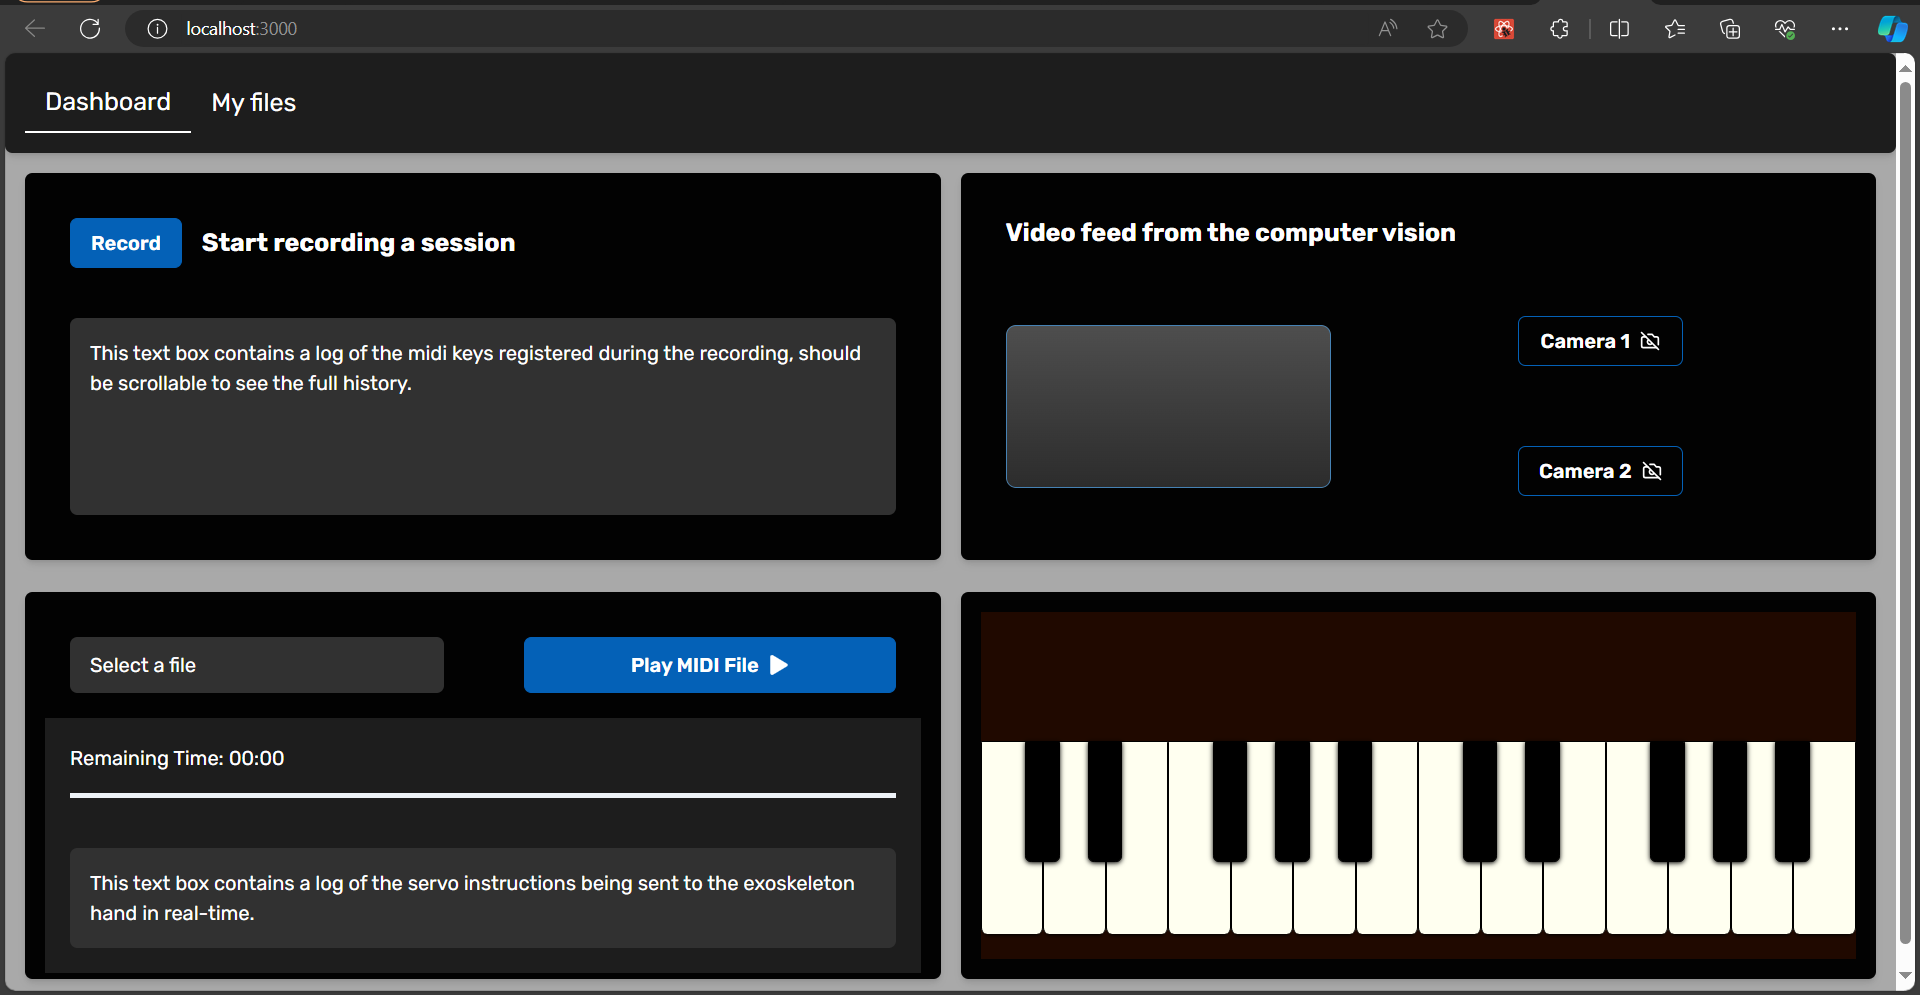 localhost:3000
Dashboard
My files
Record
Start recording a session
This text box contains a log of the midi keys registered during the recording, should
be scrollable to see the full history.
Video feed from the computer vision
Camera 1
Camera 2
Select a file
Play MIDI File
Remaining Time: 00:00
This text box contains a log of the servo instructions being sent to the exoskeleton
hand in real-time.